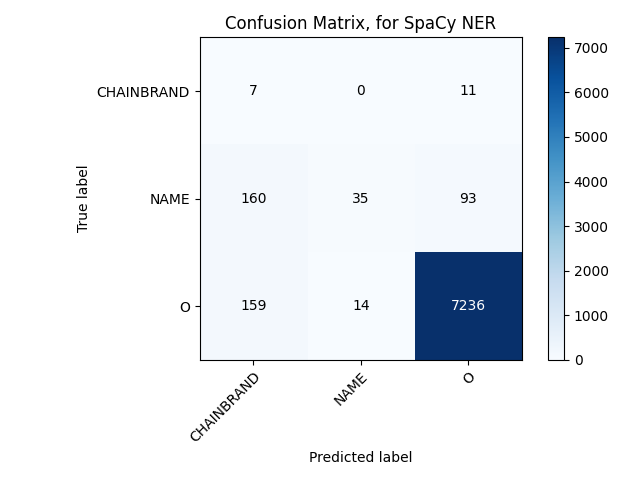 Confusion Matrix, for SpaCy NER
True label
CHAINBRAND 7 0 11
NAME 160 35 93
O 159 14 7236
CHAINBRAND NAME O
Predicted label
7000
6000
5000
4000
3000
2000
1000
0